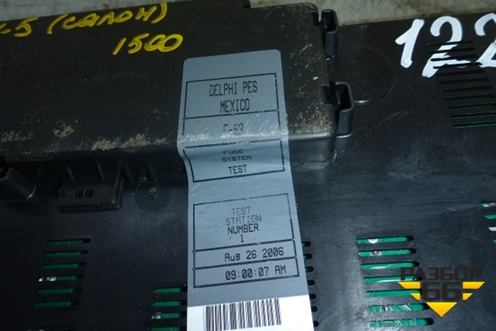 L5 (САЛОН)
1500
122
DELPHI PES
MEXICO
FUSE
SYSTEM
TEST
TEST
STATION
NUMBER
1
Aug 26 2006
09:00:07 AM
РАЗБОР
66